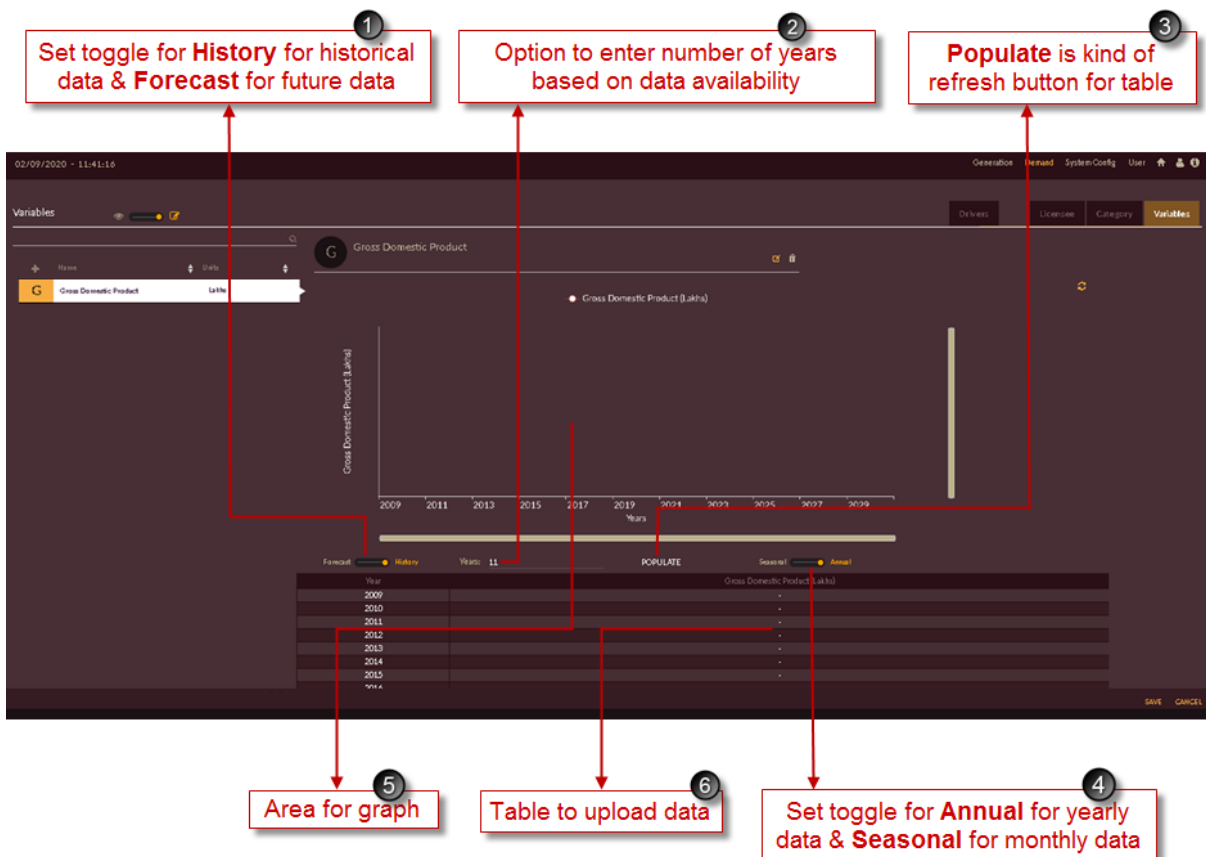 1
Set toggle for History for historical
data & Forecast for future data
2
Option to enter number of years
based on data availability
3
Populate is kind of
refresh button for table
02/09/2020 - 11:41:16
Generation Demand System Config User
Variables
Drivers Licensee Category Variables
G Gross Domestic Product
Name Units
G Gross Domestic Product Lakhs
Gross Domestic Product (Lakhs)
Gross Domestic Product (Lakhs)
2009 2011 2013 2015 2017 2019 2021 2023 2025 2027 2029
Years
Forecast History Years: 11 POPULATE Seasonal Annual
Year Gross Domestic Product (Lakhs)
2009 -
2010 -
2011 -
2012 -
2013 -
2014 -
2015 -
2016
SAVE CANCEL
5
Area for graph
6
Table to upload data
4
Set toggle for Annual for yearly
data & Seasonal for monthly data